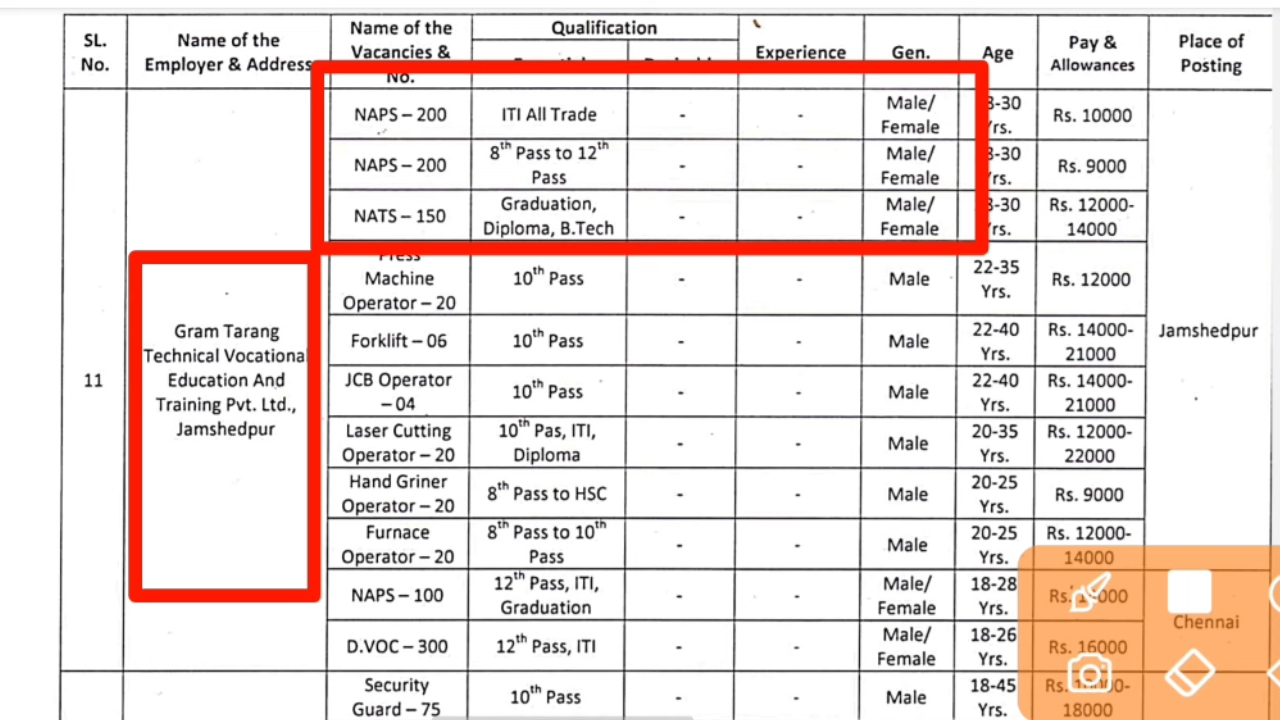 SL.
No.
Name of the
Employer & Address
Name of the
Vacancies &
No.
Qualification
Experience
Gen.
Age
Pay &
Allowances
Place of
Posting
11
Gram Tarang
Technical Vocational
Education And
Training Pvt. Ltd.,
Jamshedpur
NAPS – 200
ITI All Trade
-
-
Male/
Female
Yrs.
Rs. 10000
NAPS – 200
8th Pass to 12th
Pass
-
-
Male/
Female
Yrs.
Rs. 9000
NATS – 150
Graduation,
Diploma, B.Tech
-
-
Male/
Female
Yrs.
Rs. 12000-
14000
Press
Machine
Operator – 20
10th Pass
-
-
Male
22-35
Yrs.
Rs. 12000
Forklift – 06
10th Pass
-
-
Male
22-40
Yrs.
Rs. 14000-
21000
Jamshedpur
JCB Operator
– 04
10th Pass
-
-
Male
22-40
Yrs.
Rs. 14000-
21000
Laser Cutting
Operator – 20
10th Pas, ITI,
Diploma
-
-
Male
20-35
Yrs.
Rs. 12000-
22000
Hand Griner
Operator – 20
8th Pass to HSC
-
-
Male
20-25
Yrs.
Rs. 9000
Furnace
Operator – 20
8th Pass to 10th
Pass
-
-
Male
20-25
Yrs.
Rs. 12000-
14000
NAPS – 100
12th Pass, ITI,
Graduation
-
-
Male/
Female
18-28
Yrs.
Rs.
Chennai
D.VOC – 300
12th Pass, ITI
-
-
Male/
Female
18-26
Yrs.
Rs. 16000
Security
Guard – 75
10th Pass
-
-
Male
18-45
Yrs.
Rs.
18000